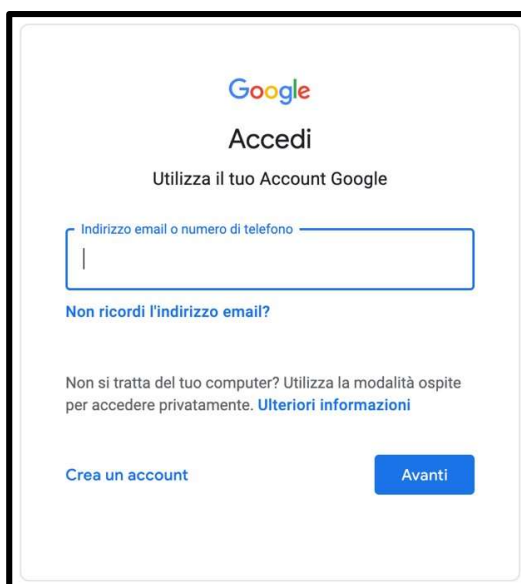 Google
Accedi
Utilizza il tuo Account Google
Indirizzo email o numero di telefono
Non ricordi l'indirizzo email?
Non si tratta del tuo computer? Utilizza la modalità ospite
per accedere privatamente. Ulteriori informazioni
Crea un account
Avanti